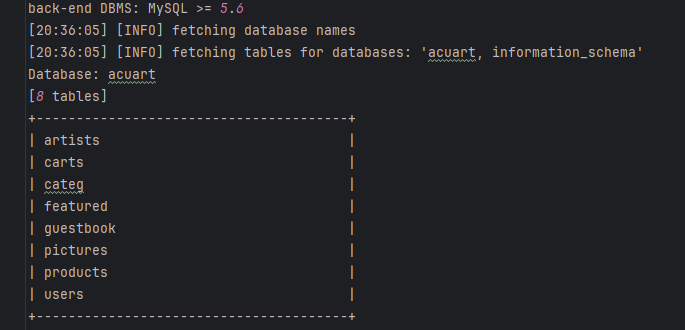 back-end DBMS: MySQL >= 5.6
[20:36:05] [INFO] fetching database names
[20:36:05] [INFO] fetching tables for databases: 'acuart, information_schema'
Database: acuart
[8 tables]
+---------------------------------------+
| artists                               |
| carts                                 |
| categ                                 |
| featured                              |
| guestbook                             |
| pictures                              |
| products                              |
| users                                 |
+---------------------------------------+